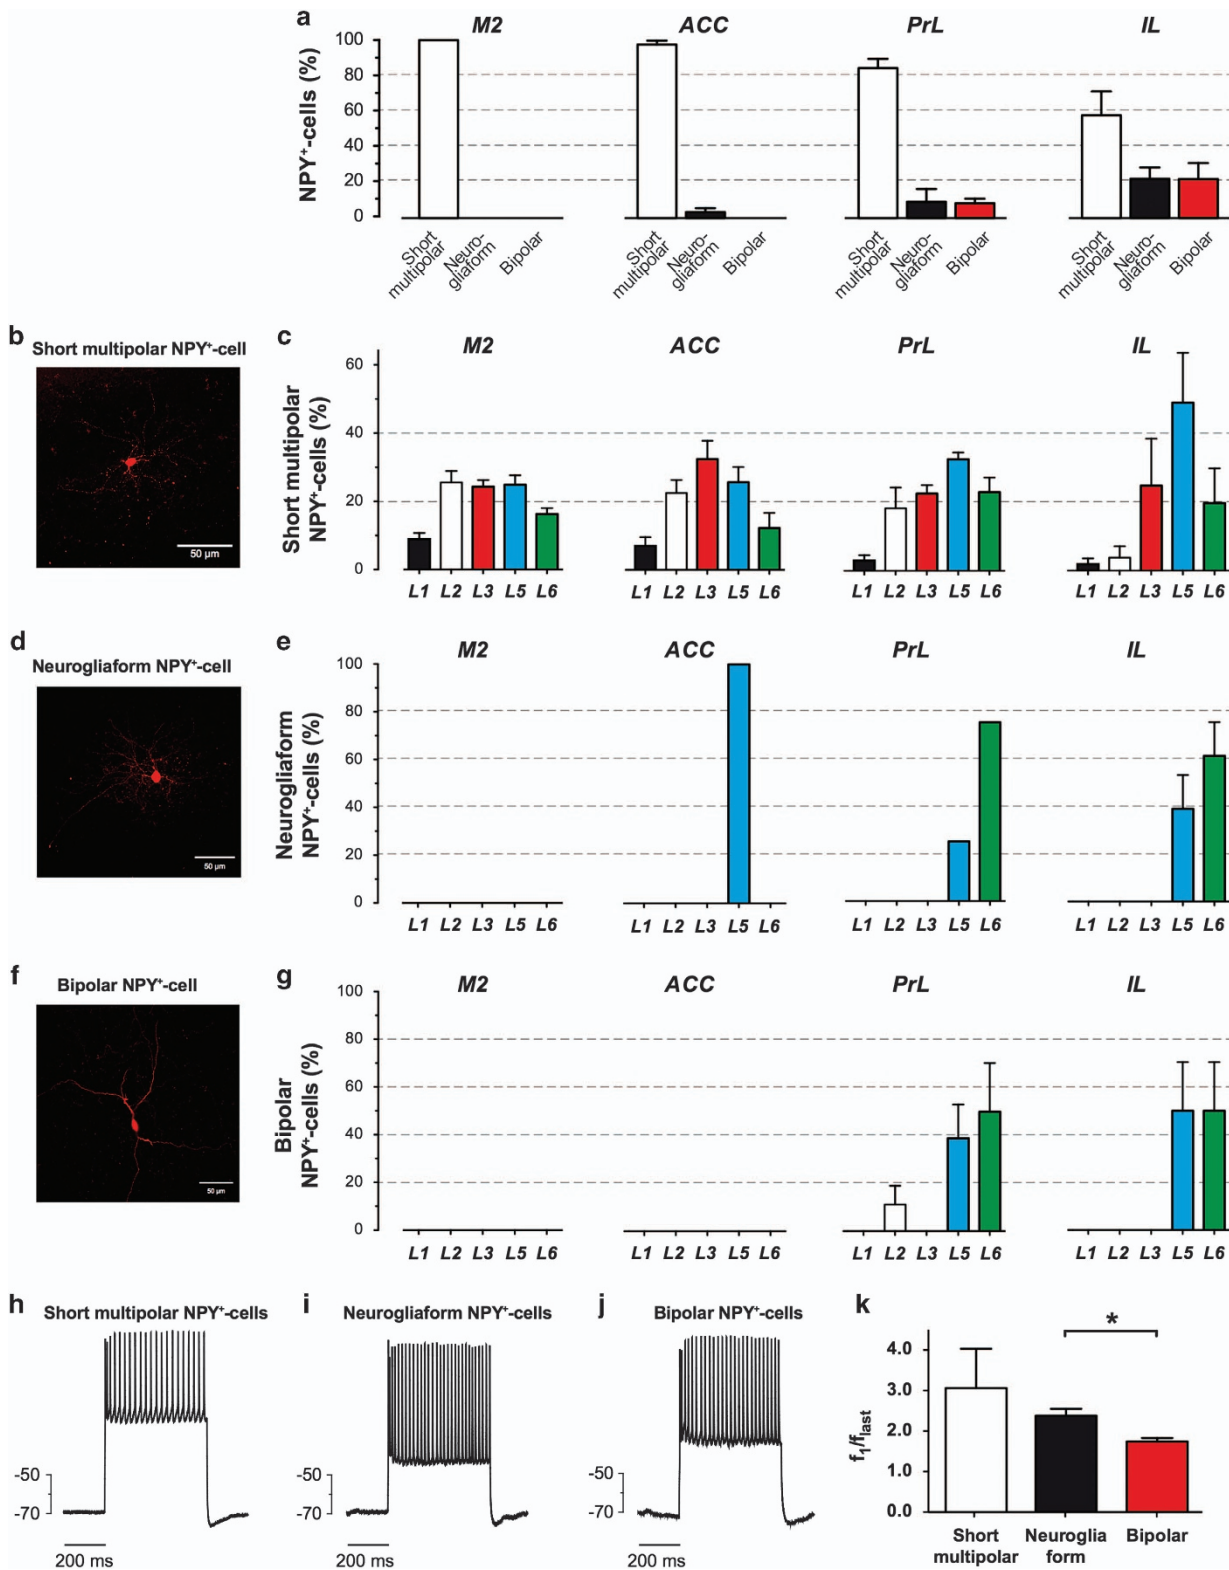 a
M2 ACC PrL IL
NPY⁺-cells (%)
100
80
60
40
20
0
Short multipolar Neuro-gliaform Bipolar Short multipolar Neuro-gliaform Bipolar Short multipolar Neuro-gliaform Bipolar Short multipolar Neuro-gliaform Bipolar
b
Short multipolar NPY⁺-cell
50 µm
c
M2 ACC PrL IL
Short multipolar
NPY⁺-cells (%)
60
40
20
0
L1 L2 L3 L5 L6 L1 L2 L3 L5 L6 L1 L2 L3 L5 L6 L1 L2 L3 L5 L6
d
Neurogliaform NPY⁺-cell
50 µm
e
M2 ACC PrL IL
Neurogliaform
NPY⁺-cells (%)
100
80
60
40
20
0
L1 L2 L3 L5 L6 L1 L2 L3 L5 L6 L1 L2 L3 L5 L6 L1 L2 L3 L5 L6
f
Bipolar NPY⁺-cell
50 µm
g
M2 ACC PrL IL
Bipolar
NPY⁺-cells (%)
100
80
60
40
20
0
L1 L2 L3 L5 L6 L1 L2 L3 L5 L6 L1 L2 L3 L5 L6 L1 L2 L3 L5 L6
h
Short multipolar NPY⁺-cells
-50
-70
200 ms
i
Neurogliaform NPY⁺-cells
-50
-70
200 ms
j
Bipolar NPY⁺-cells
-50
-70
200 ms
k
*
f₁/f_last
4.0
3.0
2.0
1.0
0.0
Short Neuroglia Bipolar
multipolar form